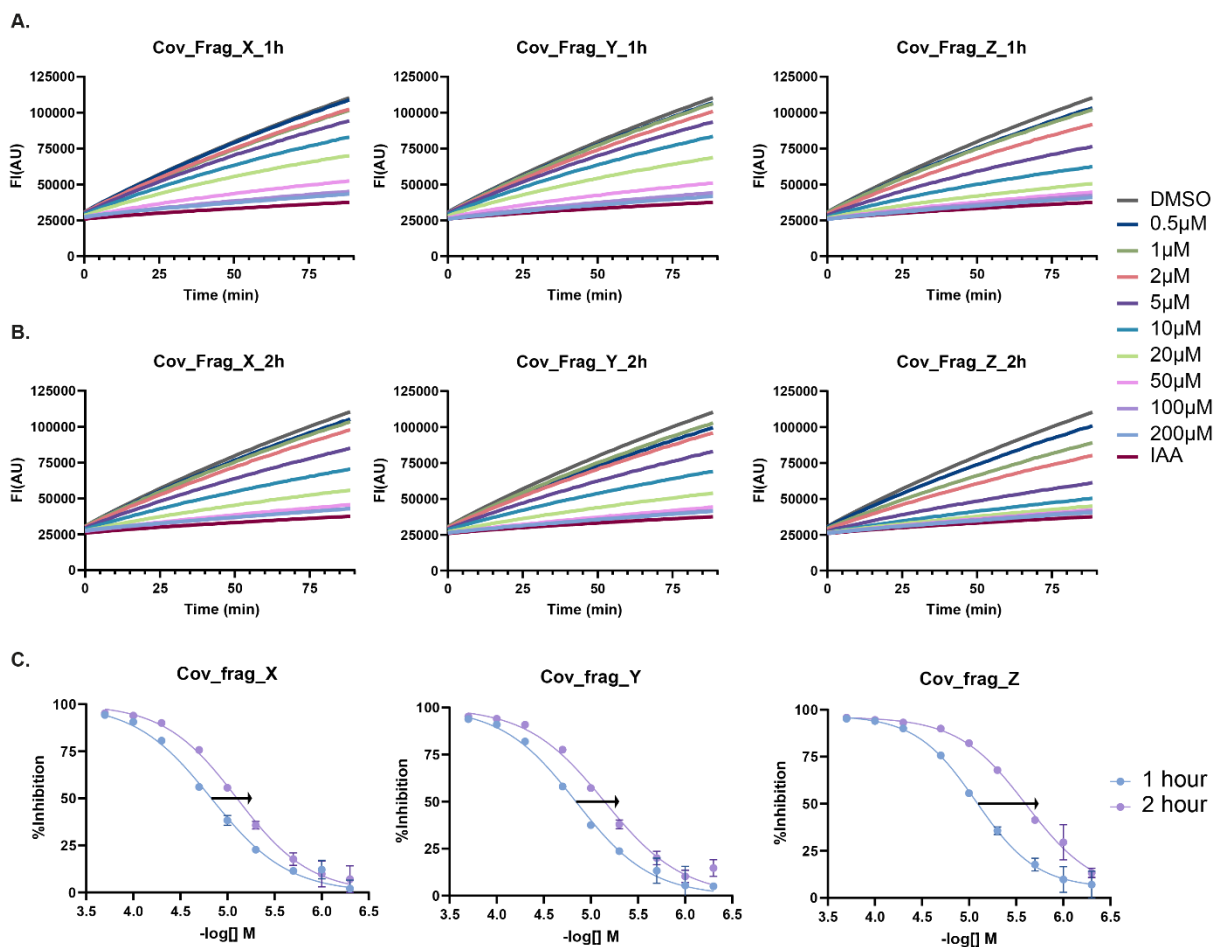 A.
Cov_Frag_X_1h
Cov_Frag_Y_1h
Cov_Frag_Z_1h
125000
100000
75000
50000
25000
0
FI(AU)
0
25
50
75
Time (min)
125000
100000
75000
50000
25000
0
FI(AU)
0
25
50
75
Time (min)
125000
100000
75000
50000
25000
0
FI(AU)
0
25
50
75
Time (min)
DMSO
0.5µM
1µM
2µM
5µM
10µM
20µM
50µM
100µM
200µM
IAA
B.
Cov_Frag_X_2h
Cov_Frag_Y_2h
Cov_Frag_Z_2h
125000
100000
75000
50000
25000
0
FI(AU)
0
25
50
75
Time (min)
125000
100000
75000
50000
25000
0
FI(AU)
0
25
50
75
Time (min)
125000
100000
75000
50000
25000
0
FI(AU)
0
25
50
75
Time (min)
C.
Cov_frag_X
Cov_frag_Y
Cov_frag_Z
100
75
50
25
0
%Inhibition
3.5
4.0
4.5
5.0
5.5
6.0
6.5
-log[] M
100
75
50
25
0
%Inhibition
3.5
4.0
4.5
5.0
5.5
6.0
6.5
-log[] M
100
75
50
25
0
%Inhibition
3.5
4.0
4.5
5.0
5.5
6.0
6.5
-log[] M
1 hour
2 hour